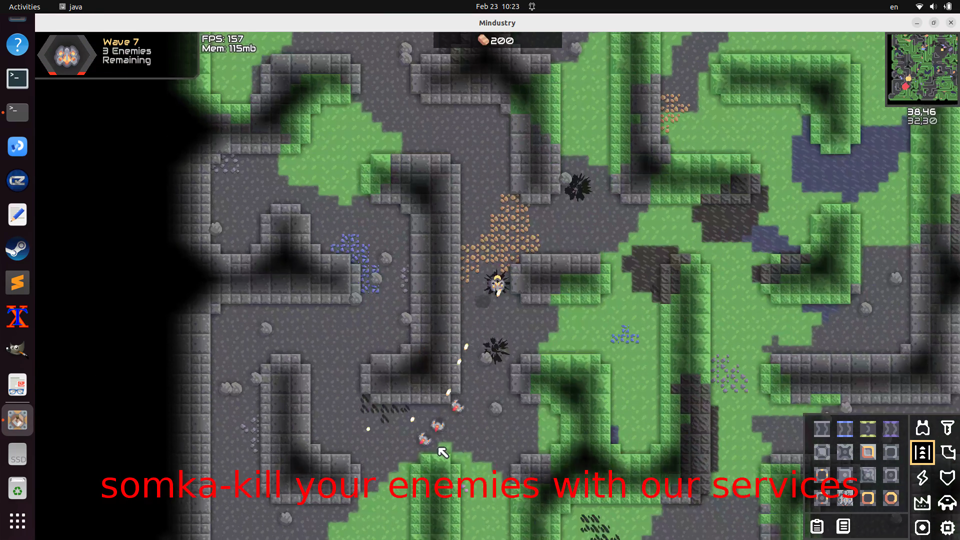 Activities
java
Feb 23 10:23
en
Mindustry
Wave 7
3 Enemies
Remaining
FPS: 157
Mem: 115mb
200
38,46
32,30
SSD
somka-kill your enemies with our services